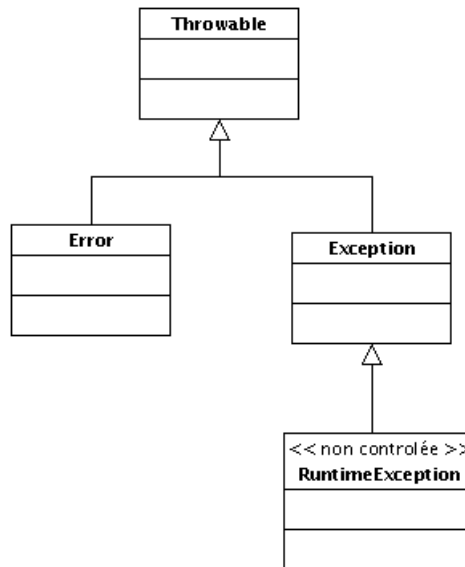 Throwable
Error
Exception
<< non controlée >>
RuntimeException